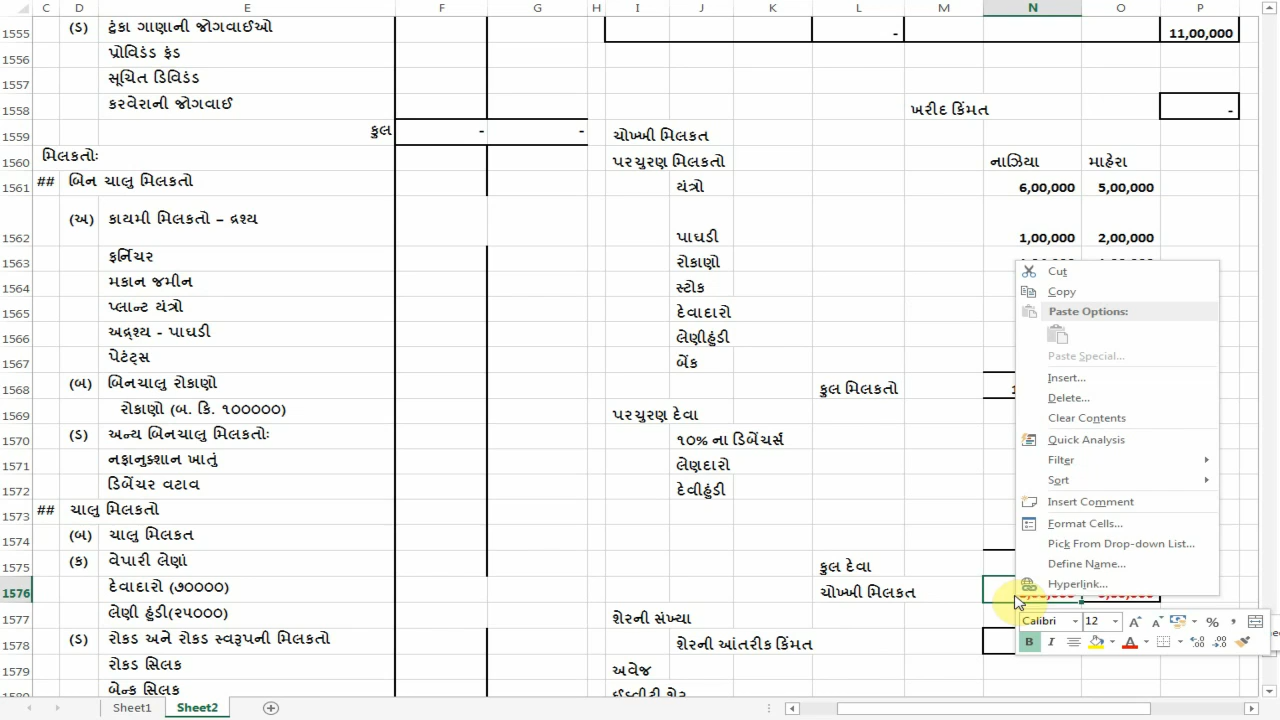 C D E F G H I J K L M N O P
1555 (ડ) ટુંકા ગાણાની જોગવાઈઓ - 11,00,000
1556 પ્રોવિડંડ ફંડ
1557 સૂચિત ડિવિડંડ
1558 કરવેરાની જોગવાઈ ખરીદ કિંમત -
1559 કુલ - - ચોખ્ખી મિલકત
1560 મિલકતોઃ પરચુરણ મિલકતો નાઝિયા માહેરા
1561 ## બિન ચાલુ મિલકતો યંત્રો 6,00,000 5,00,000
1562 (અ) કાયમી મિલકતો – દ્રશ્ય પાઘડી 1,00,000 2,00,000
1563 ફર્નિચર રોકાણો
1564 મકાન જમીન સ્ટોક
1565 પ્લાન્ટ યંત્રો દેવાદારો
1566 અદ્રશ્ય - પાઘડી લેણીહુંડી
1567 પેટંટ્સ બેંક
1568 (બ) બિનચાલુ રોકાણો કુલ મિલકતો
1569 રોકાણો (બ. કિ. ૧૦૦૦૦૦) પરચુરણ દેવા
1570 (ડ) અન્ય બિનચાલુ મિલકતોઃ ૧૦% ના ડિબેંચર્સ
1571 નફાનુકશાન ખાતું લેણદારો
1572 ડિબેંચર વટાવ દેવીહુંડી
1573 ## ચાલુ મિલકતો
1574 (બ) ચાલુ મિલકત
1575 (ક) વેપારી લેણાં કુલ દેવા
1576 દેવાદારો (૭૦૦૦૦) ચોખ્ખી મિલકત
1577 લેણી હુંડી(૨૫૦૦૦) શેરની સંખ્યા
1578 (ડ) રોકડ અને રોકડ સ્વરૂપની મિલકતો શેરની આંતરીક કિંમત
1579 રોકડ સિલક અવેજ
બેન્ક સિલક
Cut
Copy
Paste Options:
Paste Special...
Insert...
Delete...
Clear Contents
Quick Analysis
Filter
Sort
Insert Comment
Format Cells...
Pick From Drop-down List...
Define Name...
Hyperlink...
Calibri 12 A A % ,
B I A
Sheet1 Sheet2